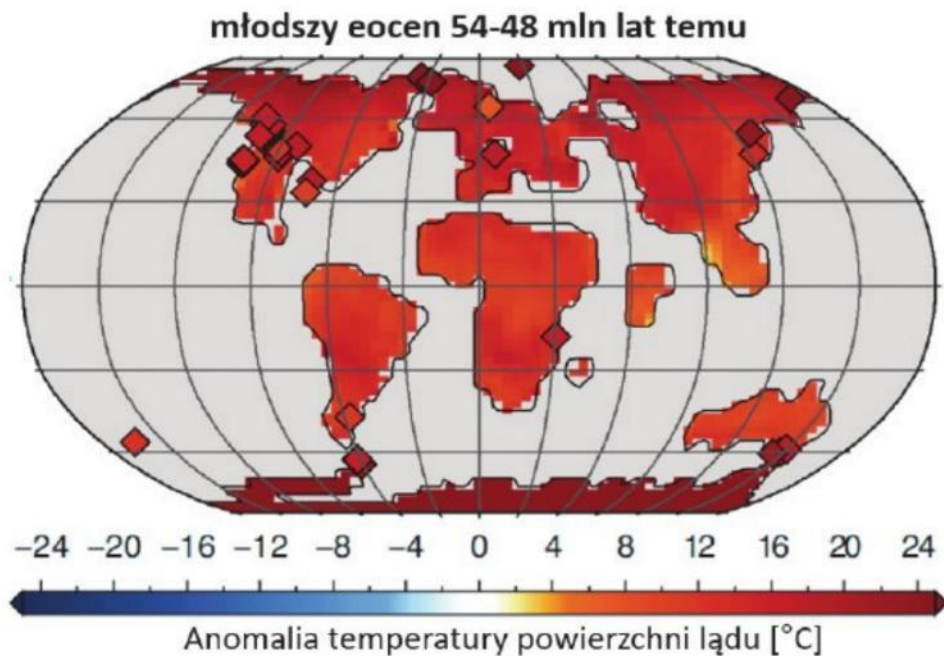 młodszy eocen 54-48 mln lat temu
−24 −20 −16 −12 −8 −4 0 4 8 12 16 20 24
Anomalia temperatury powierzchni lądu [°C]